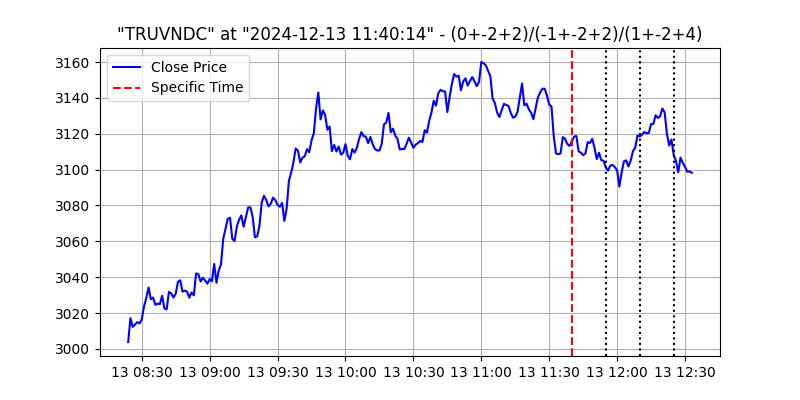 "TRUVNDC" at "2024-12-13 11:40:14" - (0+-2+2)/(-1+-2+2)/(1+-2+4)
Close Price
Specific Time
3160
3140
3120
3100
3080
3060
3040
3020
3000
13 08:30 13 09:00 13 09:30 13 10:00 13 10:30 13 11:00 13 11:30 13 12:00 13 12:30